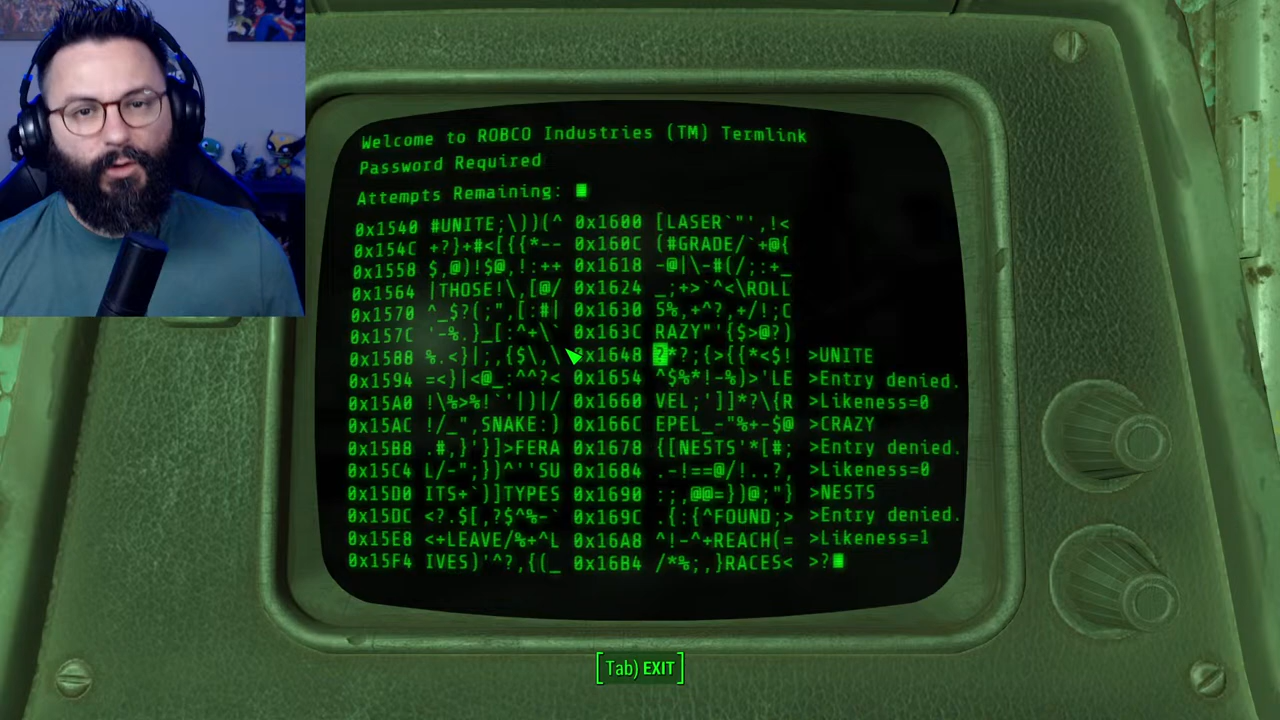 Welcome to ROBCO Industries (TM) Termlink
Password Required
Attempts Remaining: ■
0x1540 #UNITE;\))(^ 0x1600 [LASER`"',!<
0x154C +?}+#<[{{*-- 0x160C (#GRADE/`+@{
0x1558 $,@)!$@,!:++ 0x1618 -@|\-#(/;:+_
0x1564 |THOSE!\,[@/ 0x1624 _;+>`^<\ROLL
0x1570 ^_$?(;",[:#| 0x1630 S%,+^?,+/!;C
0x157C '-%.}_[:^+\` 0x163C RAZY"'{$>@?)
0x1588 %.<}|;,{$\,\ 0x1648 ?*?;{>{{*<$! >UNITE
0x1594 =<}|<@_:^^?< 0x1654 ^$%*!-%)>'LE >Entry denied.
0x15A0 !\%>%!`'|)|/ 0x1660 VEL;']]*?\{R >Likeness=0
0x15AC !/_",SNAKE:) 0x166C EPEL_-"%+-$@ >CRAZY
0x15B8 .#,}'}]>FERA 0x1678 {[NESTS'*[#; >Entry denied.
0x15C4 L/-";})^''SU 0x1684 .-!==@/!..?, >Likeness=0
0x15D0 ITS+`)]TYPES 0x1690 :;,@@=})@;"} >NESTS
0x15DC <?.$[,?$^%-` 0x169C .{:{^FOUND;> >Entry denied.
0x15E8 <+LEAVE/%+^L 0x16A8 ^!-^+REACH(= >Likeness=1
0x15F4 IVES)'^?,{(_ 0x16B4 /*%;,}RACES< >?■
[Tab) EXIT]